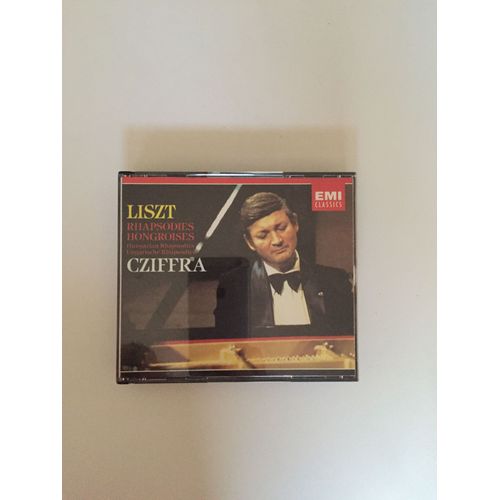 LISZT
RHAPSODIES
HONGROISES
Hungarian Rhapsodies
Ungarische Rhapsodien
CZIFFRA
EMI
CLASSICS